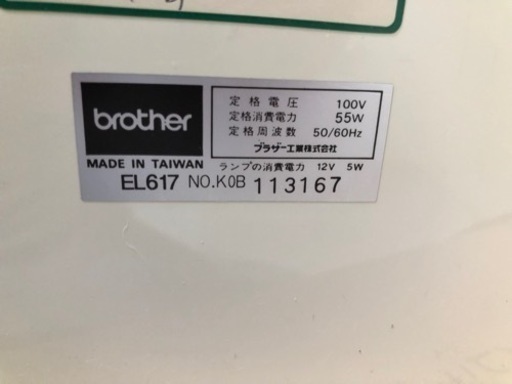 brother
定格電圧 100V
定格消費電力 55W
定格周波数 50/60Hz
ブラザー工業株式会社
MADE IN TAIWAN ランプの消費電力 12V 5W
EL617 NO.K0B 113167